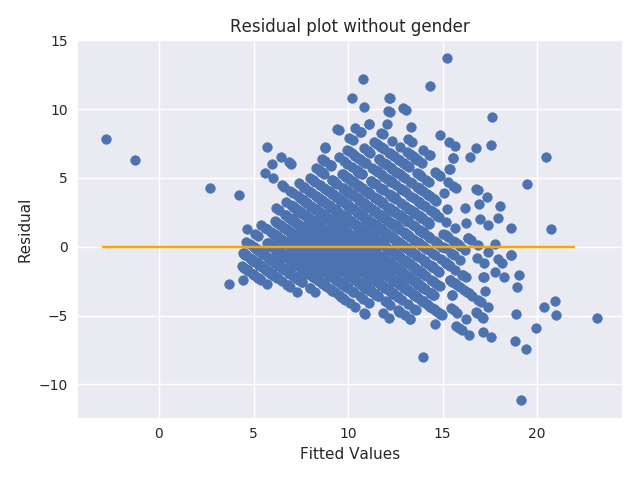 Residual plot without gender
15
10
5
0
−5
−10
Residual
0 5 10 15 20
Fitted Values